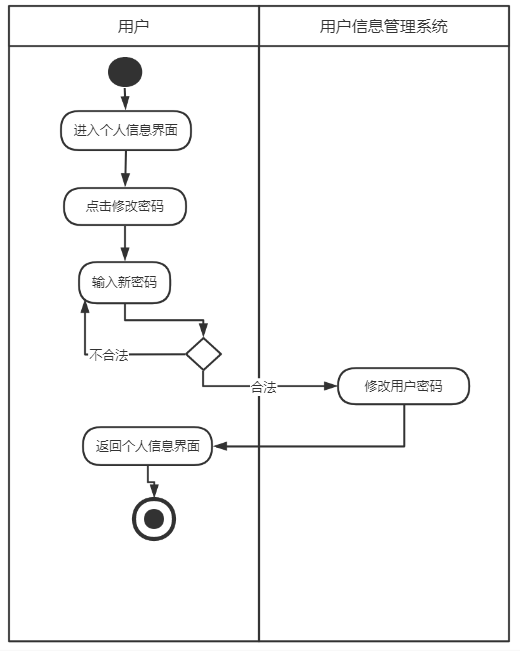 用户
用户信息管理系统
进入个人信息界面
点击修改密码
输入新密码
不合法
合法
修改用户密码
返回个人信息界面